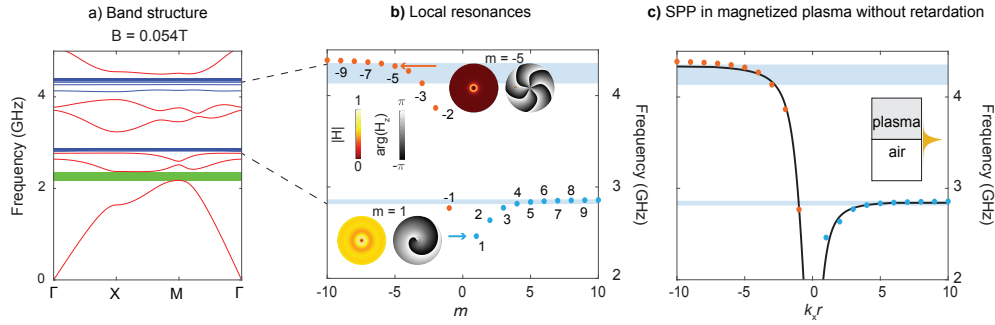 a) Band structure
B = 0.054T
Frequency (GHz)
4
2
0
Γ
X
M
Γ
b) Local resonances
-9
-7
-5
-3
-2
m = -5
1
|H|
0
π
arg(Hz)
-π
-1
m = 1
1
2
3
4
5
6
7
8
9
4
3
2
Frequency (GHz)
-10
-5
0
5
10
m
c) SPP in magnetized plasma without retardation
plasma
air
4
3
2
Frequency (GHz)
-10
-5
0
5
10
kxr